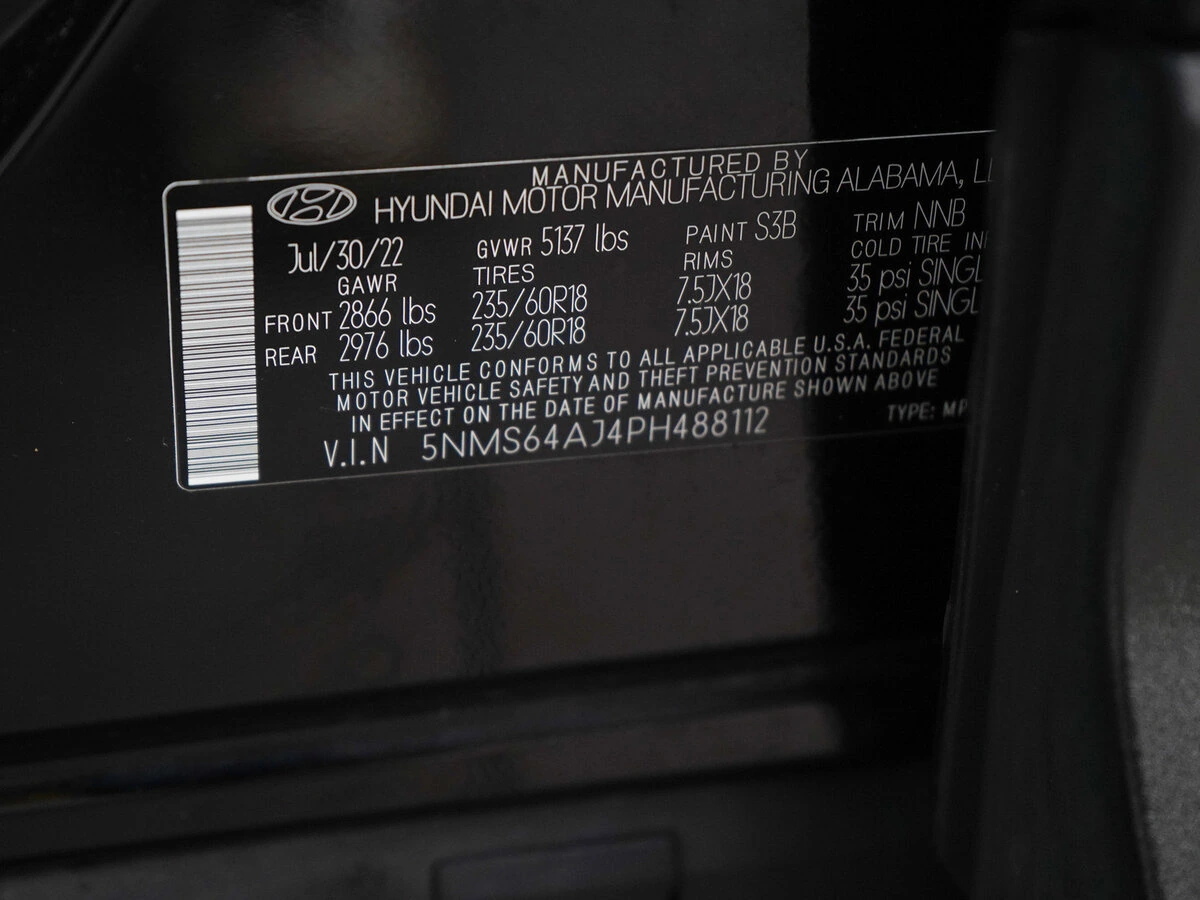 MANUFACTURED BY
HYUNDAI MOTOR MANUFACTURING ALABAMA,
Jul/30/22 GVWR 5137 lbs PAINT S3B TRIM NNB
GAWR TIRES RIMS COLD TIRE
FRONT 2866 lbs 235/60R18 7.5JX18 35 psi
REAR 2976 lbs 235/60R18 7.5JX18 35 psi
THIS VEHICLE CONFORMS TO ALL APPLICABLE U.S.A. FEDERAL
MOTOR VEHICLE SAFETY AND THEFT PREVENTION STANDARDS
IN EFFECT ON THE DATE OF MANUFACTURE SHOWN ABOVE
V.I.N 5NMS64AJ4PH488112 TYPE: